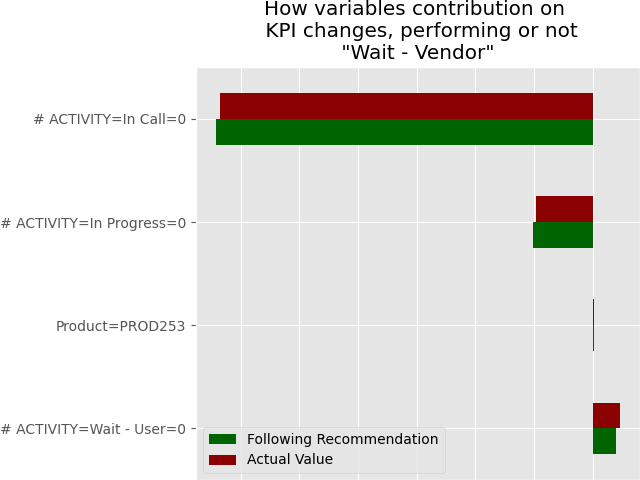 How variables contribution on
KPI changes, performing or not
"Wait - Vendor"
# ACTIVITY=In Call=0
# ACTIVITY=In Progress=0
Product=PROD253
# ACTIVITY=Wait - User=0
Following Recommendation
Actual Value